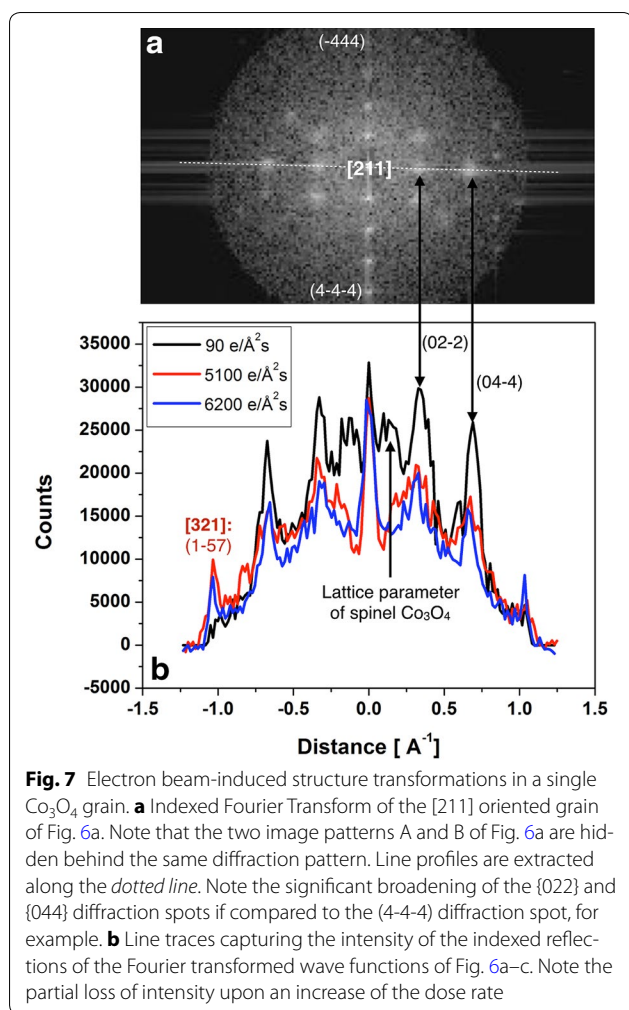 a
(-444)
[211]
(4-4-4)
35000
30000
25000
20000
15000
10000
5000
0
-5000
90 e/Å²s
5100 e/Å²s
6200 e/Å²s
(02-2)
(04-4)
[321]:
(1-57)
Lattice parameter
of spinel Co₃O₄
Counts
b
-1.5 -1.0 -0.5 0.0 0.5 1.0 1.5
Distance [ A⁻¹]
Fig. 7 Electron beam-induced structure transformations in a single
Co₃O₄ grain. a Indexed Fourier Transform of the [211] oriented grain
of Fig. 6a. Note that the two image patterns A and B of Fig. 6a are hid-
den behind the same diffraction pattern. Line profiles are extracted
along the dotted line. Note the significant broadening of the {022} and
{044} diffraction spots if compared to the (4-4-4) diffraction spot, for
example. b Line traces capturing the intensity of the indexed reflec-
tions of the Fourier transformed wave functions of Fig. 6a–c. Note the
partial loss of intensity upon an increase of the dose rate